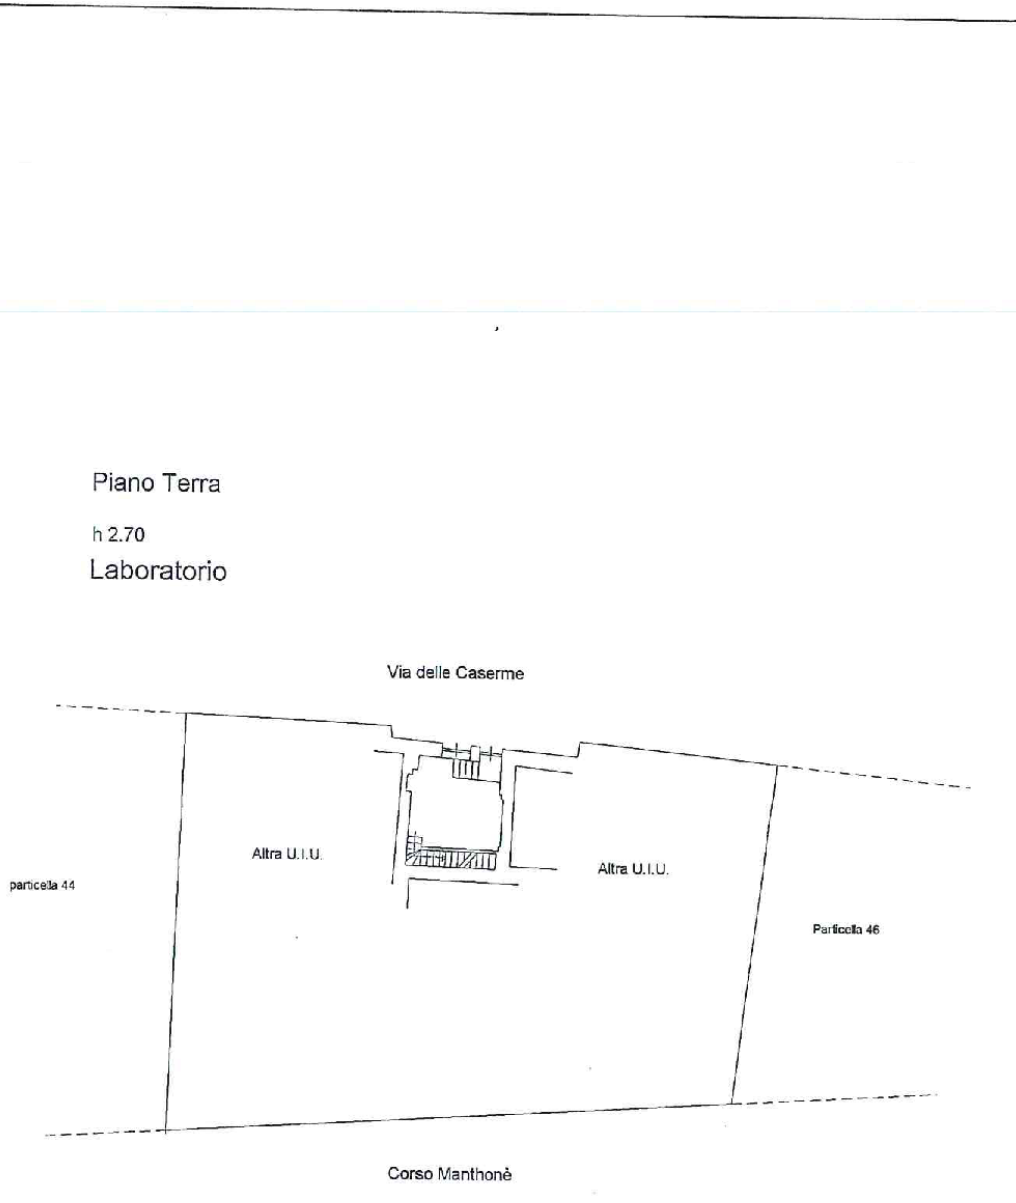 Piano Terra
h 2.70
Laboratorio
Via delle Caserme
Altra U.I.U.
Altra U.I.U.
particella 44
Particella 46
Corso Manthonè